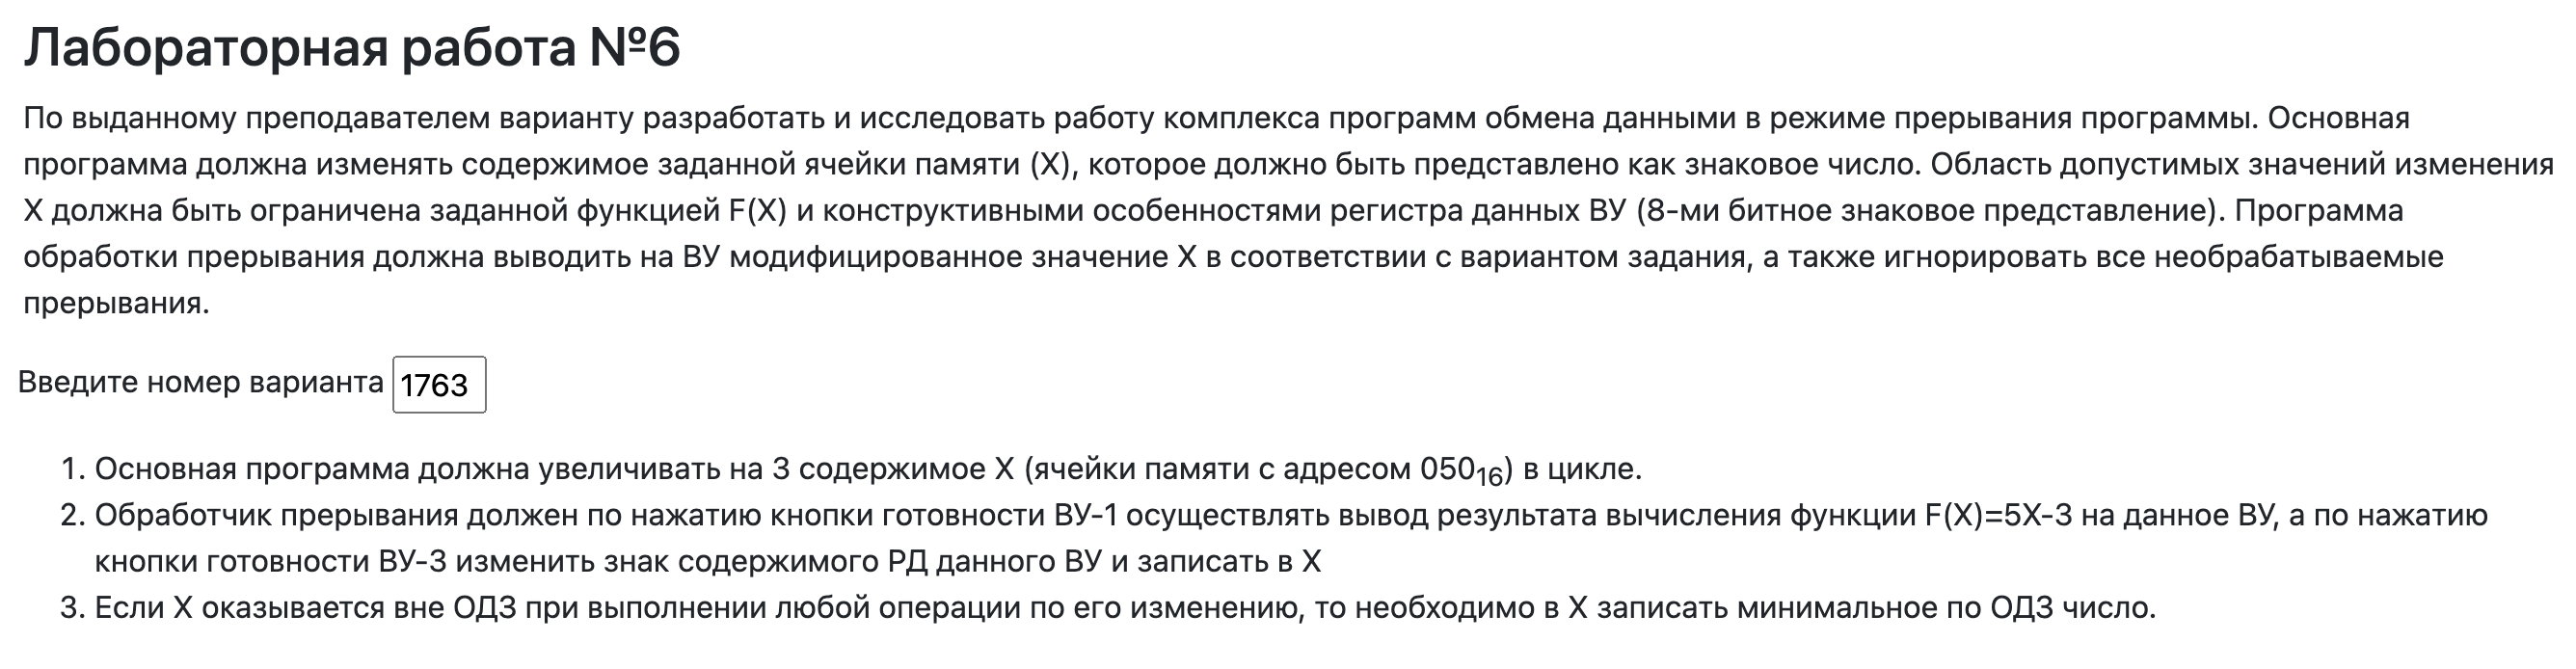 Лабораторная работа №6
По выданному преподавателем варианту разработать и исследовать работу комплекса программ обмена данными в режиме прерывания программы. Основная
программа должна изменять содержимое заданной ячейки памяти (X), которое должно быть представлено как знаковое число. Область допустимых значений изменения
X должна быть ограничена заданной функцией F(X) и конструктивными особенностями регистра данных ВУ (8-ми битное знаковое представление). Программа
обработки прерывания должна выводить на ВУ модифицированное значение X в соответствии с вариантом задания, а также игнорировать все необрабатываемые
прерывания.
Введите номер варианта 1763
1. Основная программа должна увеличивать на 3 содержимое X (ячейки памяти с адресом 050₁₆) в цикле.
2. Обработчик прерывания должен по нажатию кнопки готовности ВУ-1 осуществлять вывод результата вычисления функции F(X)=5X-3 на данное ВУ, а по нажатию
кнопки готовности ВУ-3 изменить знак содержимого РД данного ВУ и записать в X
3. Если X оказывается вне ОДЗ при выполнении любой операции по его изменению, то необходимо в X записать минимальное по ОДЗ число.